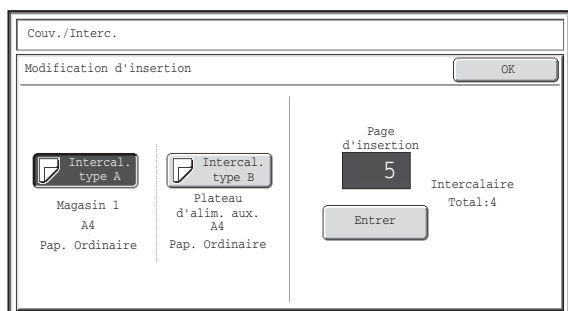 Couv./Interc.
Modification d'insertion
OK
Intercal.
type A
Magasin 1
A4
Pap. Ordinaire
Intercal.
type B
Plateau
d'alim. aux.
A4
Pap. Ordinaire
Page
d'insertion
5
Intercalaire
Total:4
Entrer